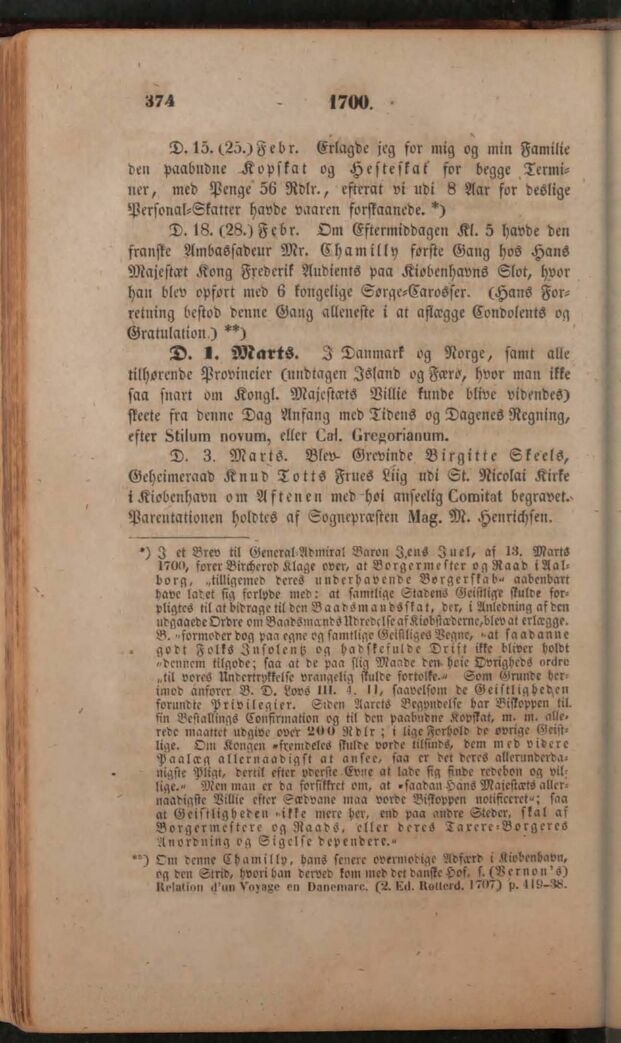 374 1700.
D. 15. (25.) Febr. Erlagde jeg for mig og min Familie
den paabudne Kopskat og Hesteskat for begge Termi-
ner, med Penge 56 Rdlr., efterat vi udi 8 Aar for deslige
Personal-Skatter havde vaaren forskaanede. *)
D. 18. (28.) Febr. Om Eftermiddagen Kl. 5 havde den
franske Ambassadeur Mr. Chamilly første Gang hos Hans
Majestæt Kong Frederik Audients paa Kiøbenhavns Slot, hvor
han blev opført med 6 kongelige Sørge-Carosser. (Hans For-
retning bestod denne Gang alleneste i at aflægge Condolents og
Gratulation.) **)
D. 1. Marts. I Danmark og Norge, samt alle
tilhørende Provincier (undtagen Island og Færø, hvor man ikke
saa snart om Kongl. Majestæts Villie kunde blive vidende)
skeete fra denne Dag Anfang med Tidens og Dagenes Regning,
efter Stilum novum, eller Cal. Gregorianum.
D. 3. Marts. Blev Grevinde Birgitte Skeels,
Geheimeraad Knud Totts Frues Liig udi St. Nicolai Kirke
i Kiøbenhavn om Aftenen med høi anseelig Comitat begravet.
Parentationen holdtes af Sognepræsten Mag. M. Henrichsen.
*) I et Brev til General-Admiral Baron Jens Juel, af 13. Marts
1700, fører Bircherod Klage over, at Borgermester og Raad i Aal-
borg, „tilligemed deres underhavende Borgerskab“ aabenbart
have ladet sig forlyde med: at samtlige Stadens Geistlige skulde for-
pligtes til at bidrage til den Baadsmandsskat, der, i Anledning af den
udgaaede Ordre om Baadsmænds Udredelse af Kiøbstæderne, blev at erlægge.
B. „formoder dog paa egne og samtlige Geistliges Vegne, „at saadanne
godt Folks Insolentz og hadskefulde Drift ikke bliver holdt
„dennem tilgode; saa at de paa slig Maade den høie Øvrigheds ordre
„til vores Undertrykkelse vrangelig skulde fortolke.“ Som Grunde her-
imod anfører B. D. Lovs III. 4. 11, saavelsom de Geistligheden
forundte Privilegier. Siden Aarets Begyndelse har Biskoppen til
sin Bestallings Confirmation og til den paabudne Kopskat, m. m. alle-
rede maattet udgive over 200 Rdlr; i lige Forhold de øvrige Geist-
lige. Om Kongen „fremdeles skulde vorde tilsinds, dem med videre
Paalæg allernaadigst at ansee, saa er det deres allerunderda-
nigste Pligt, dertil efter yderste Evne at lade sig finde redebon og vil-
lige.“ Men man er da forsikkret om, at „saadan Hans Majestæts aller-
naadigste Villie efter Sædvane maa vorde Biskoppen notificeret“; saa
at Geistligheden „ikke mere her, end paa andre Steder, skal af
Borgermestere og Raads, eller deres Taxere-Borgeres
Anordning og Sigelse dependere.“
**) Om denne Chamilly, hans senere overmodige Adfærd i Kiøbenhavn,
og den Strid, hvori han derved kom med det danske Hof, s. (Vernon's)
Relation d'un Voyage en Danemarc. (2. Ed. Rotterd. 1707) p. 419-38.